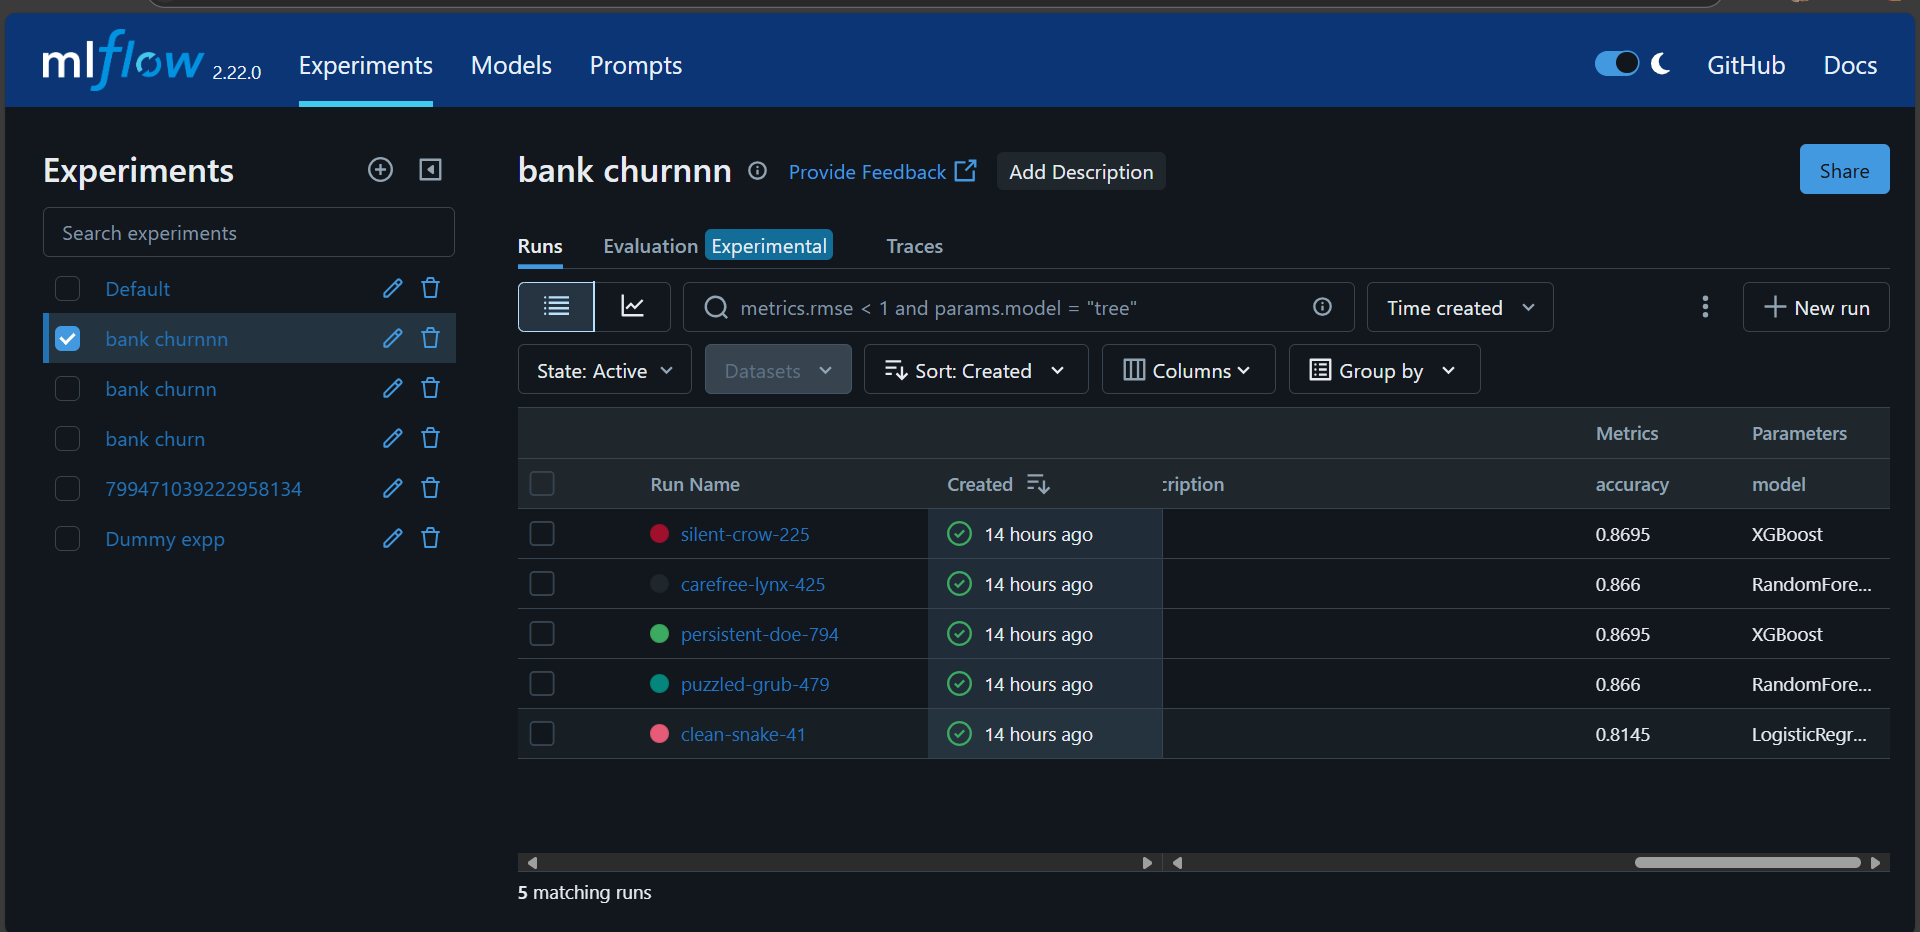 mlflow 2.22.0 Experiments Models Prompts GitHub Docs
Experiments
Search experiments
Default
bank churnnn
bank churnn
bank churn
799471039222958134
Dummy expp
bank churnnn Provide Feedback Add Description Share
Runs Evaluation Experimental Traces
metrics.rmse < 1 and params.model = "tree" Time created New run
State: Active Datasets Sort: Created Columns Group by
Metrics Parameters
Run Name Created cription accuracy model
silent-crow-225 14 hours ago 0.8695 XGBoost
carefree-lynx-425 14 hours ago 0.866 RandomFore...
persistent-doe-794 14 hours ago 0.8695 XGBoost
puzzled-grub-479 14 hours ago 0.866 RandomFore...
clean-snake-41 14 hours ago 0.8145 LogisticRegr...
5 matching runs